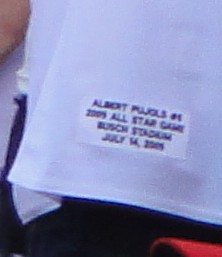 ALBERT PUJOLS #5
2009 ALL STAR GAME
BUSCH STADIUM
JULY 14, 2009